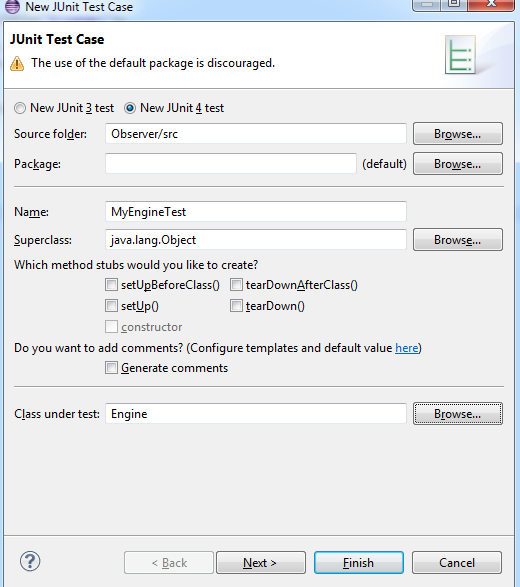 New JUnit Test Case
JUnit Test Case
The use of the default package is discouraged.
New JUnit 3 test New JUnit 4 test
Source folder: Observer/src Browse...
Package: (default) Browse...
Name: MyEngineTest
Superclass: java.lang.Object Browse...
Which method stubs would you like to create?
setUpBeforeClass() tearDownAfterClass()
setUp() tearDown()
constructor
Do you want to add comments? (Configure templates and default value here)
Generate comments
Class under test: Engine Browse...
? < Back Next > Finish Cancel